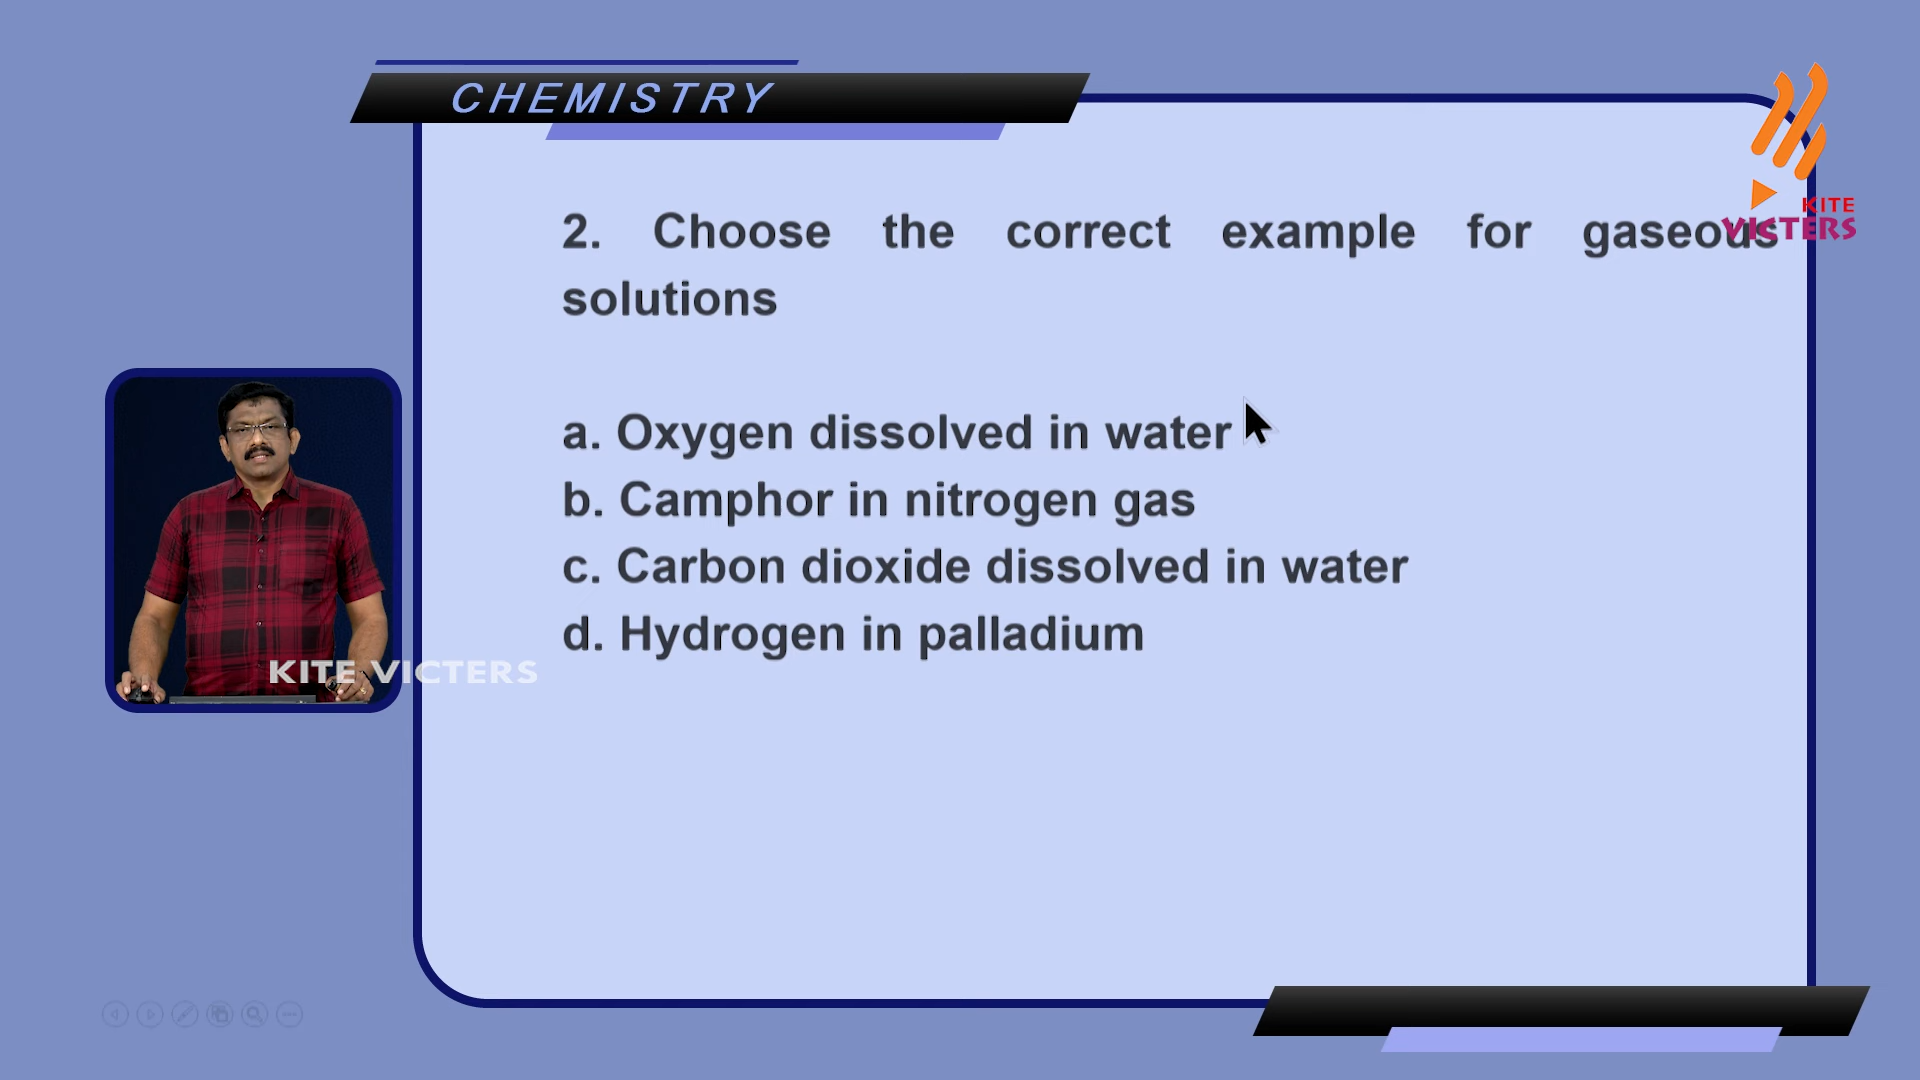 CHEMISTRY
KITE
VICTERS
2. Choose the correct example for gaseous
solutions
a. Oxygen dissolved in water
b. Camphor in nitrogen gas
c. Carbon dioxide dissolved in water
d. Hydrogen in palladium
KITE VICTERS